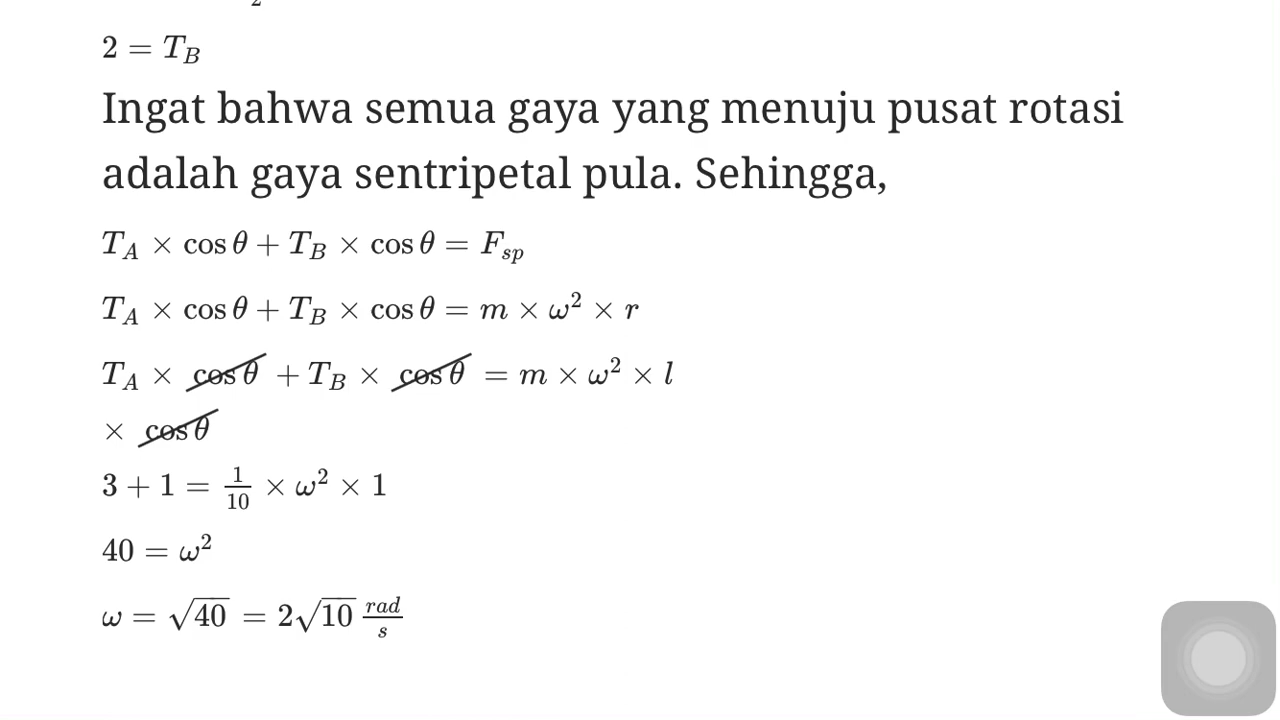 2
2 = T_B
Ingat bahwa semua gaya yang menuju pusat rotasi
adalah gaya sentripetal pula. Sehingga,
T_A × cos θ + T_B × cos θ = F_sp
T_A × cos θ + T_B × cos θ = m × ω² × r
T_A × cos θ + T_B × cos θ = m × ω² × l
× cos θ
3 + 1 = 1/10 × ω² × 1
40 = ω²
ω = √40 = 2√10 rad/s